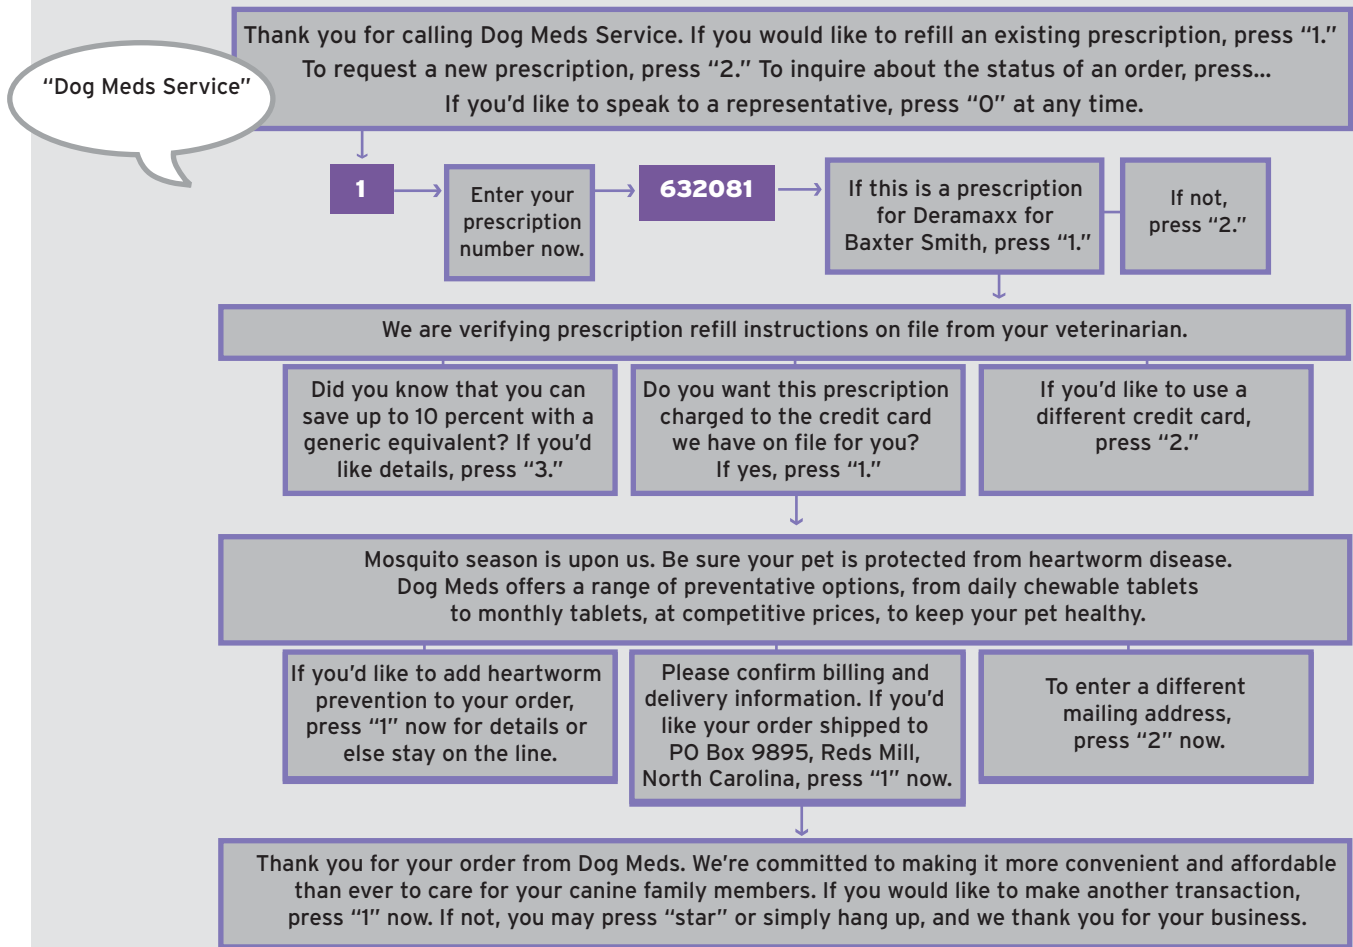 Thank you for calling Dog Meds Service. If you would like to refill an existing prescription, press “1.”
To request a new prescription, press “2.” To inquire about the status of an order, press...
If you’d like to speak to a representative, press “0” at any time.
“Dog Meds Service”
1
Enter your
prescription
number now.
632081
If this is a prescription
for Deramaxx for
Baxter Smith, press “1.”
If not,
press “2.”
We are verifying prescription refill instructions on file from your veterinarian.
Did you know that you can
save up to 10 percent with a
generic equivalent? If you’d
like details, press “3.”
Do you want this prescription
charged to the credit card
we have on file for you?
If yes, press “1.”
If you’d like to use a
different credit card,
press “2.”
Mosquito season is upon us. Be sure your pet is protected from heartworm disease.
Dog Meds offers a range of preventative options, from daily chewable tablets
to monthly tablets, at competitive prices, to keep your pet healthy.
If you’d like to add heartworm
prevention to your order,
press “1” now for details or
else stay on the line.
Please confirm billing and
delivery information. If you’d
like your order shipped to
PO Box 9895, Reds Mill,
North Carolina, press “1” now.
To enter a different
mailing address,
press “2” now.
Thank you for your order from Dog Meds. We’re committed to making it more convenient and affordable
than ever to care for your canine family members. If you would like to make another transaction,
press “1” now. If not, you may press “star” or simply hang up, and we thank you for your business.